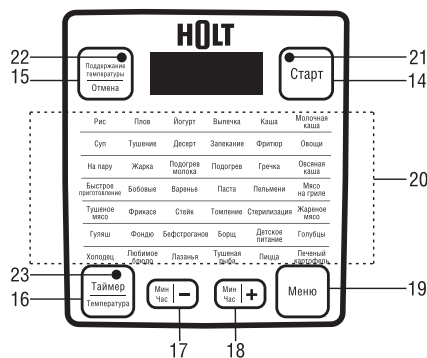 HOLT
22
21
Поддержание
температуры
Отмена
15
Старт
14
Рис Плов Йогурт Выпечка Каша Молочная каша
Суп Тушение Десерт Запекание Фритюр Овощи
На пару Жарка Подогрев молока Подогрев Гречка Овсяная каша
Быстрое приготовление Бобовые Варенье Паста Пельмени Мясо на гриле
Тушеное мясо Фрикасе Стейк Томление Стерилизация Жареное мясо
Гуляш Фондю Бефстроганов Борщ Детское питание Голубцы
Холодец Любимое блюдо Лазанья Тушеная рыба Пицца Печеный картофель
20
23
Таймер
Температура
16
Мин
Час
–
17
Мин
Час
+
18
Меню
19